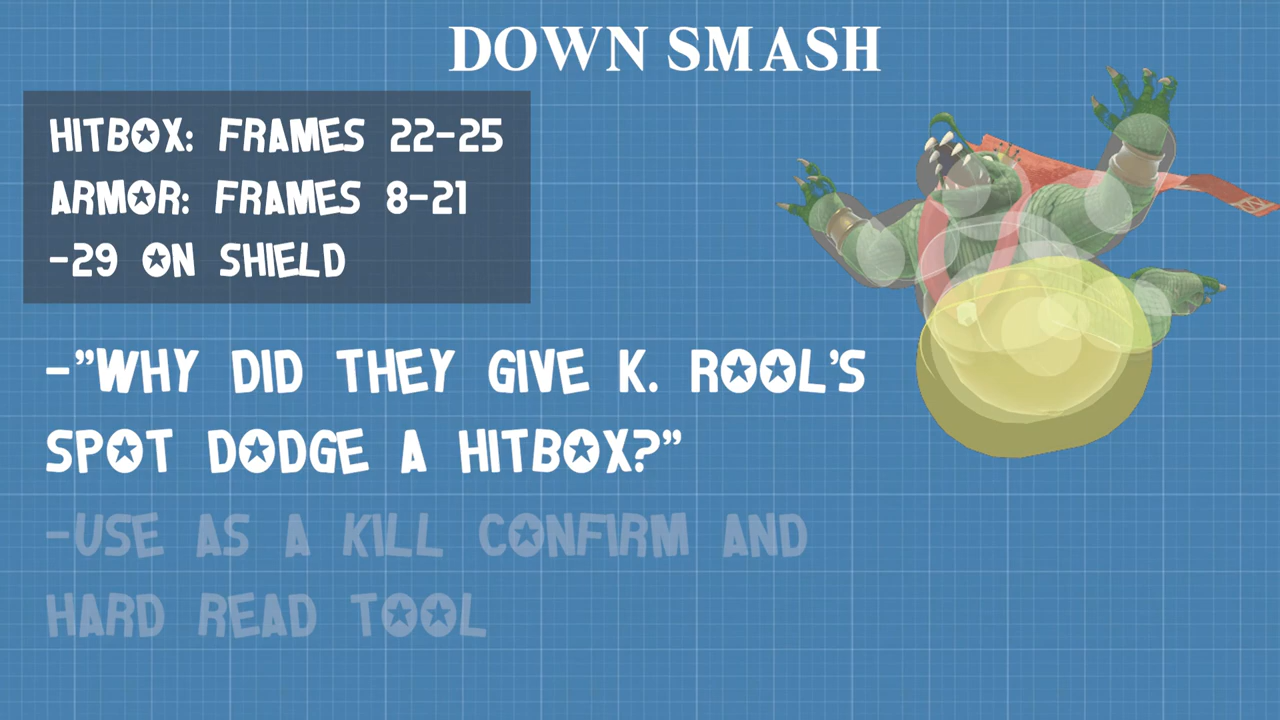 DOWN SMASH
HITBOX: FRAMES 22-25
ARMOR: FRAMES 8-21
-29 ON SHIELD
-"WHY DID THEY GIVE K. ROOL'S
SPOT DODGE A HITBOX?"
-USE AS A KILL CONFIRM AND
HARD READ TOOL